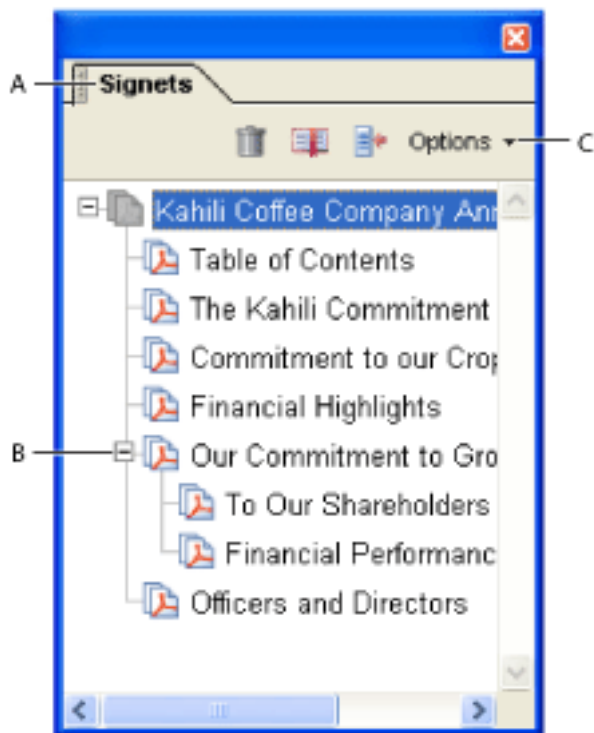 A
Signets
Options
C
Kahili Coffee Company Ann
Table of Contents
The Kahili Commitment
Commitment to our Crop
Financial Highlights
B
Our Commitment to Gro
To Our Shareholders
Financial Performanc
Officers and Directors